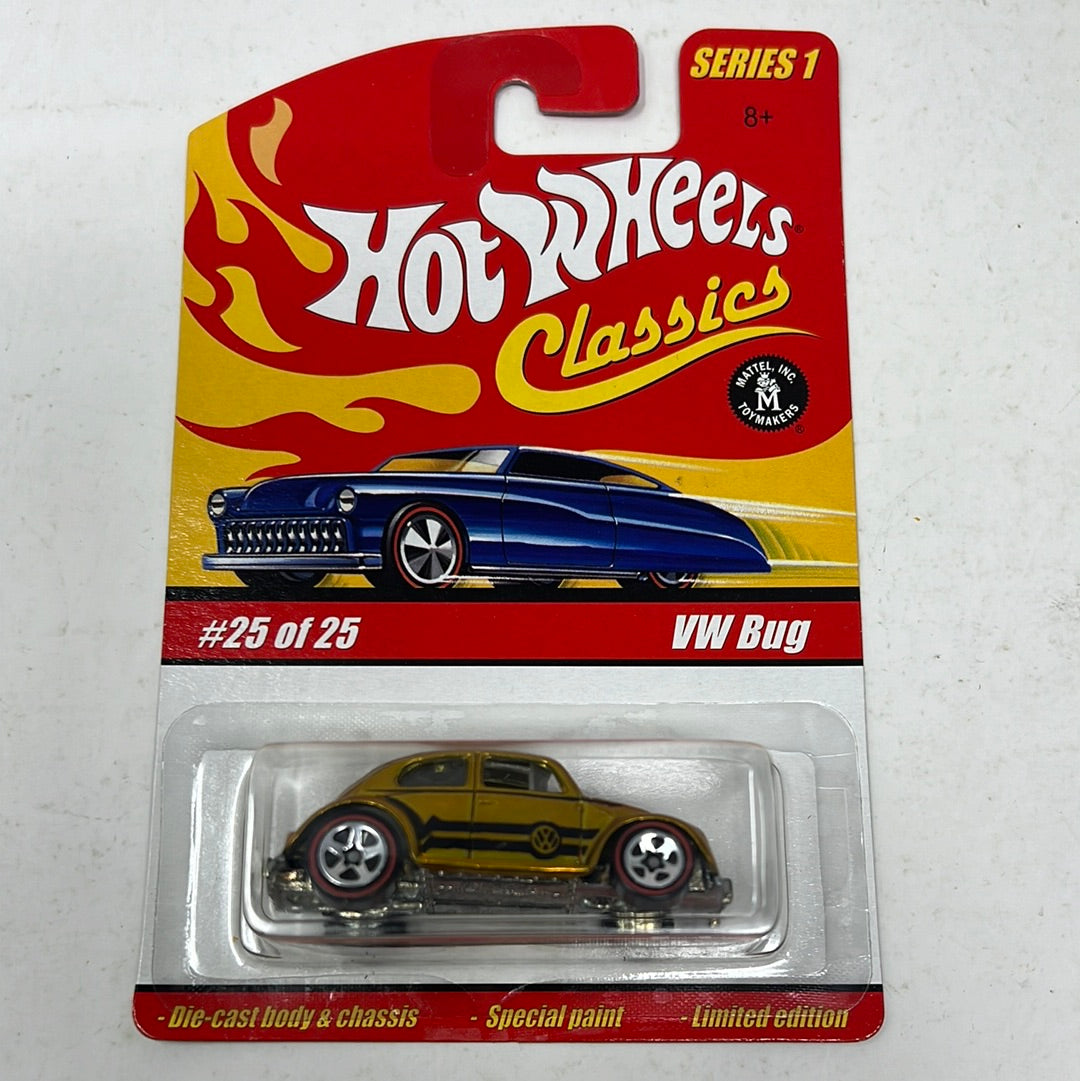 SERIES 1
8+
HOT WHEELS®
Classics
MATTEL, INC.
M
TOYMAKERS
®
#25 of 25
VW Bug
VW
- Die-cast body & chassis - Special paint - Limited edition